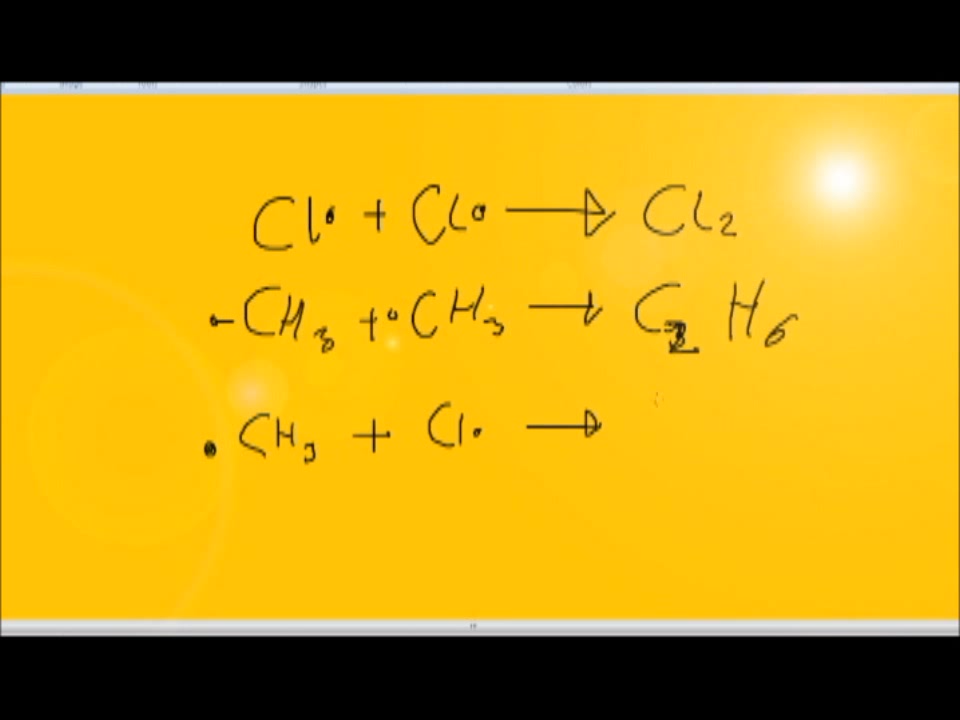 Cl• + Cl• → Cl2
•CH3 + •CH3 → C2 H6
•CH3 + Cl• →